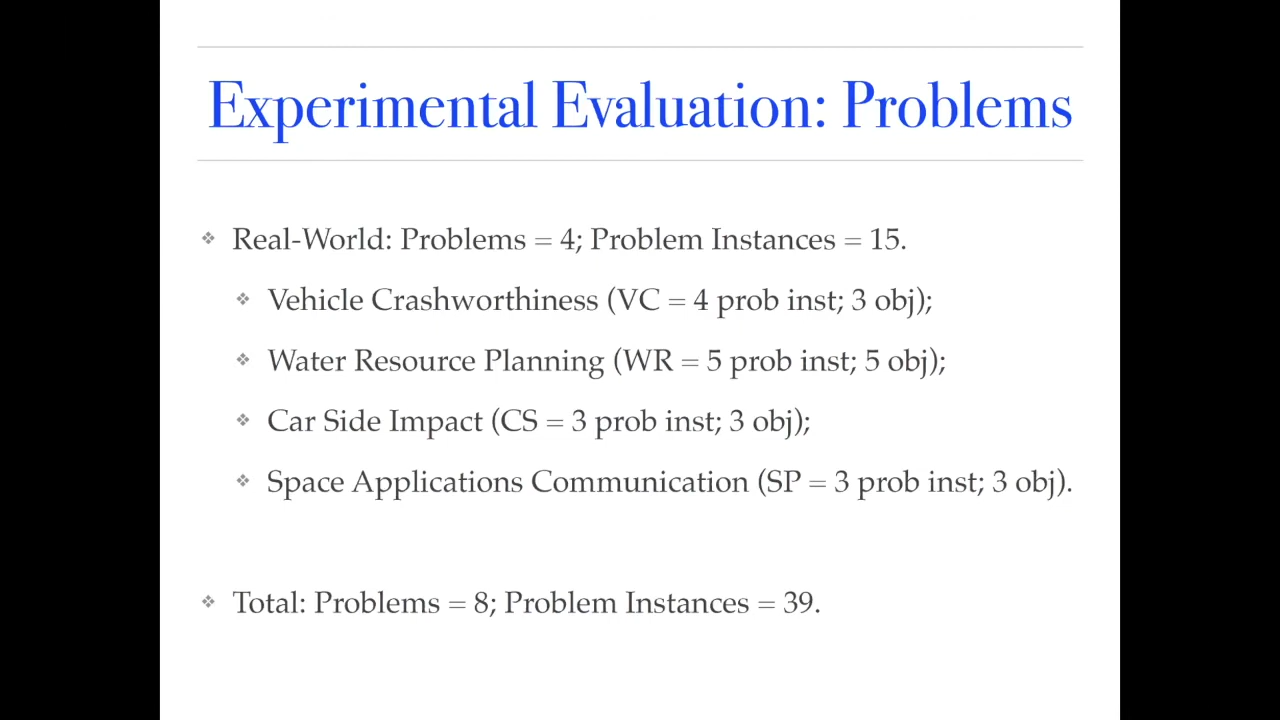 Experimental Evaluation: Problems
❖ Real-World: Problems = 4; Problem Instances = 15.
❖ Vehicle Crashworthiness (VC = 4 prob inst; 3 obj);
❖ Water Resource Planning (WR = 5 prob inst; 5 obj);
❖ Car Side Impact (CS = 3 prob inst; 3 obj);
❖ Space Applications Communication (SP = 3 prob inst; 3 obj).
❖ Total: Problems = 8; Problem Instances = 39.